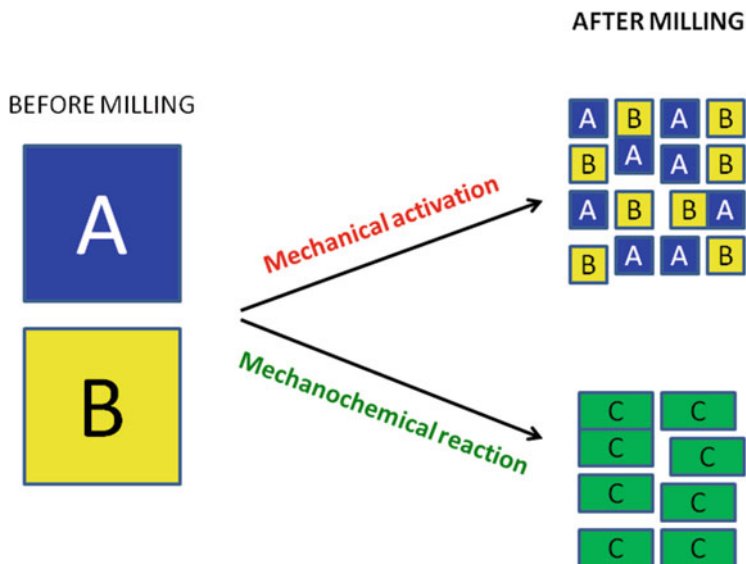 AFTER MILLING
BEFORE MILLING
A
B
Mechanical activation
Mechanochemical reaction
A B A B
B A A B
A B B A
B A A B
C C
C C
C C
C C